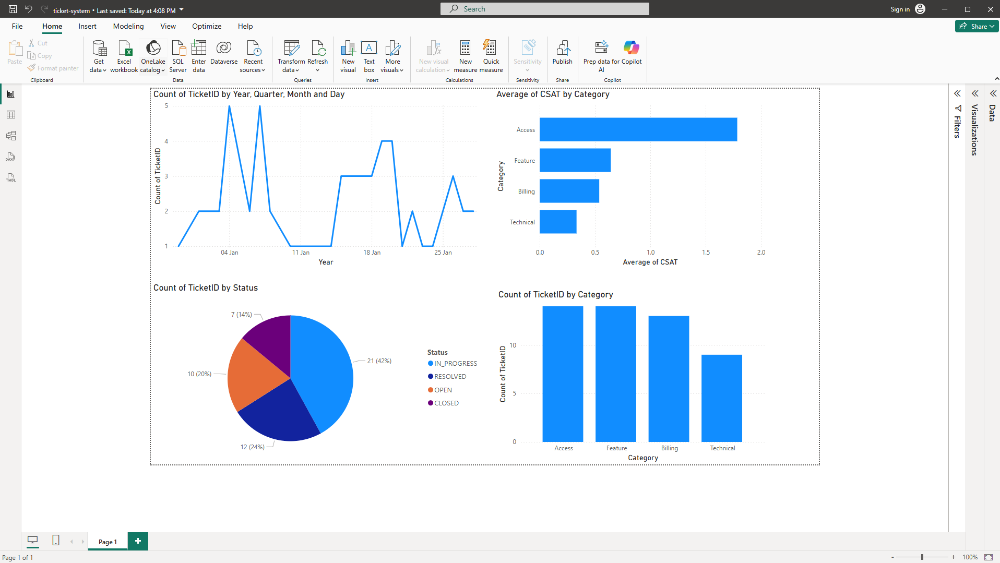 ticket-system • Last saved: Today at 4:08 PM
Search
Sign in
File Home Insert Modeling View Optimize Help
Share
Paste
Cut
Copy
Format painter
Clipboard
Get data
Excel workbook
OneLake catalog
SQL Server
Enter data
Dataverse
Recent sources
Data
Transform data
Refresh
Queries
New visual
Text box
More visuals
Insert
New visual calculation
New measure
Quick measure
Calculations
Sensitivity
Sensitivity
Publish
Share
Prep data for AI
Copilot
Copilot
DAX
TMDL
Count of TicketID by Year, Quarter, Month and Day
Count of TicketID
5
4
3
2
1
04 Jan 11 Jan 18 Jan 25 Jan
Year
Average of CSAT by Category
Category
Access
Feature
Billing
Technical
0.0 0.5 1.0 1.5 2.0
Average of CSAT
Count of TicketID by Status
7 (14%)
21 (42%)
10 (20%)
12 (24%)
Status
IN_PROGRESS
RESOLVED
OPEN
CLOSED
Count of TicketID by Category
Count of TicketID
10
5
0
Access Feature Billing Technical
Category
Filters
Visualizations
Data
Page 1
+
Page 1 of 1
- + 100%